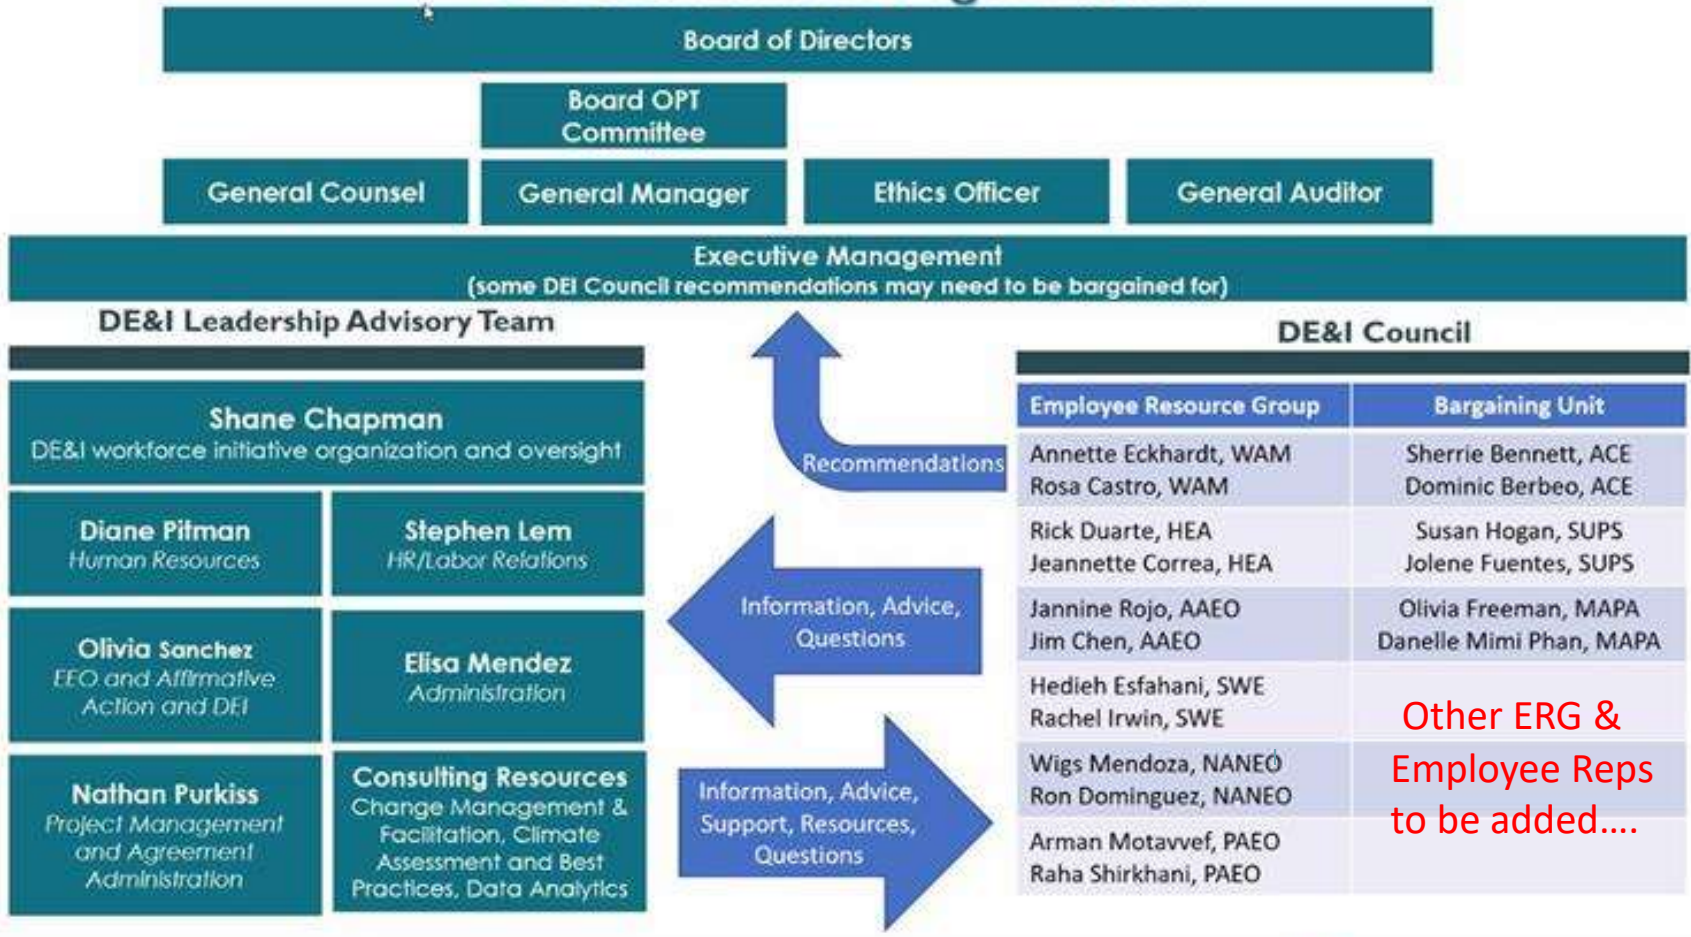 Board of Directors
Board OPT
Committee
General Counsel
General Manager
Ethics Officer
General Auditor
Executive Management
(some DEI Council recommendations may need to be bargained for)
DE&I Leadership Advisory Team
Shane Chapman
DE&I workforce initiative organization and oversight
Diane Pitman
Human Resources
Stephen Lem
HR/Labor Relations
Olivia Sanchez
EEO and Affirmative
Action and DEI
Elisa Mendez
Administration
Nathan Purkiss
Project Management
and Agreement
Administration
Consulting Resources
Change Management &
Facilitation, Climate
Assessment and Best
Practices, Data Analytics
Recommendations
Information, Advice,
Questions
Information, Advice,
Support, Resources,
Questions
DE&I Council
Employee Resource Group
Bargaining Unit
Annette Eckhardt, WAM
Rosa Castro, WAM
Sherrie Bennett, ACE
Dominic Berbeo, ACE
Rick Duarte, HEA
Jeannette Correa, HEA
Susan Hogan, SUPS
Jolene Fuentes, SUPS
Jannine Rojo, AAEO
Jim Chen, AAEO
Olivia Freeman, MAPA
Danelle Mimi Phan, MAPA
Hedieh Esfahani, SWE
Rachel Irwin, SWE
Wigs Mendoza, NANEO
Ron Dominguez, NANEO
Arman Motavvef, PAEO
Raha Shirkhani, PAEO
Other ERG &
Employee Reps
to be added....